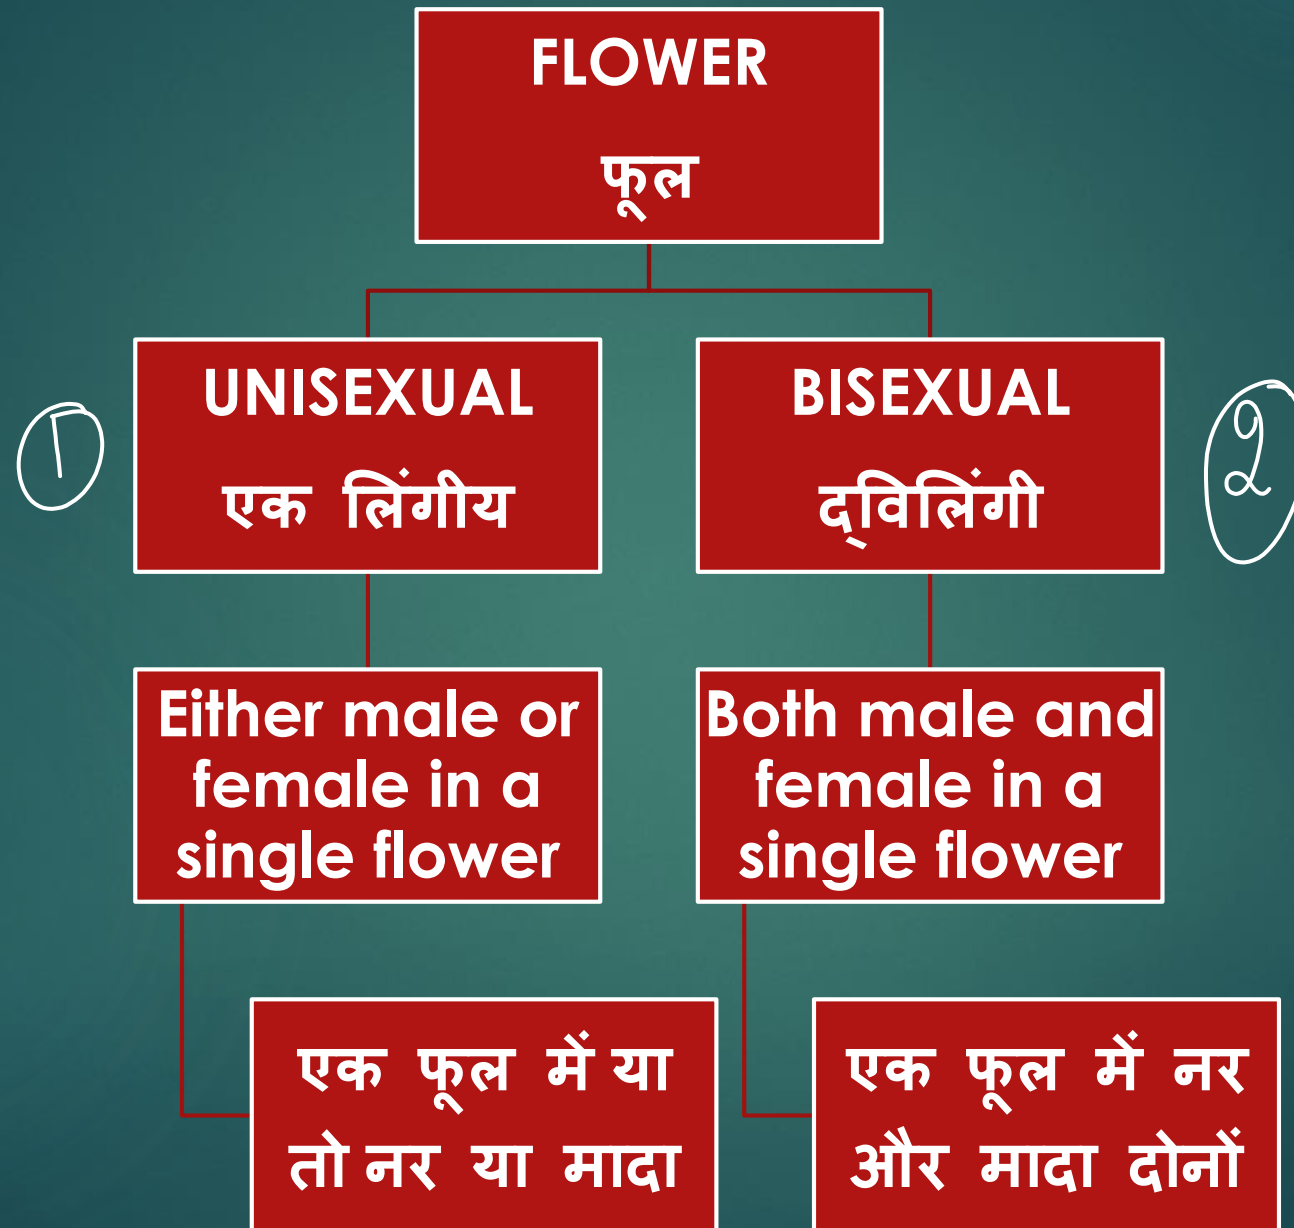 FLOWER
फूल
UNISEXUAL
एक लिंगीय
1
Either male or
female in a
single flower
एक फूल में या
तो नर या मादा
BISEXUAL
द्विलिंगी
2
Both male and
female in a
single flower
एक फूल में नर
और मादा दोनों